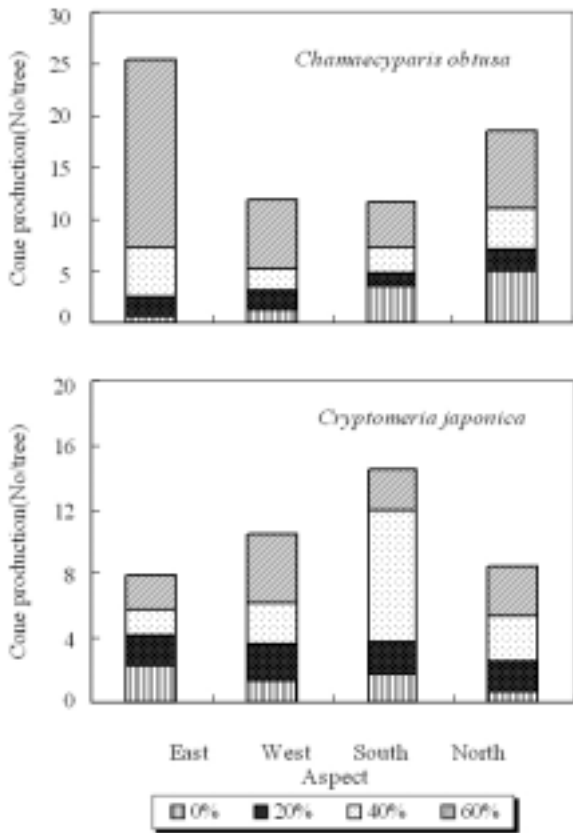 30
Chamaecyparis obtusa
25
20
15
10
5
0
Cone production(No/tree)
20
Cryptomeria japonica
16
12
8
4
0
Cone production(No/tree)
East West South North
Aspect
0% 20% 40% 60%